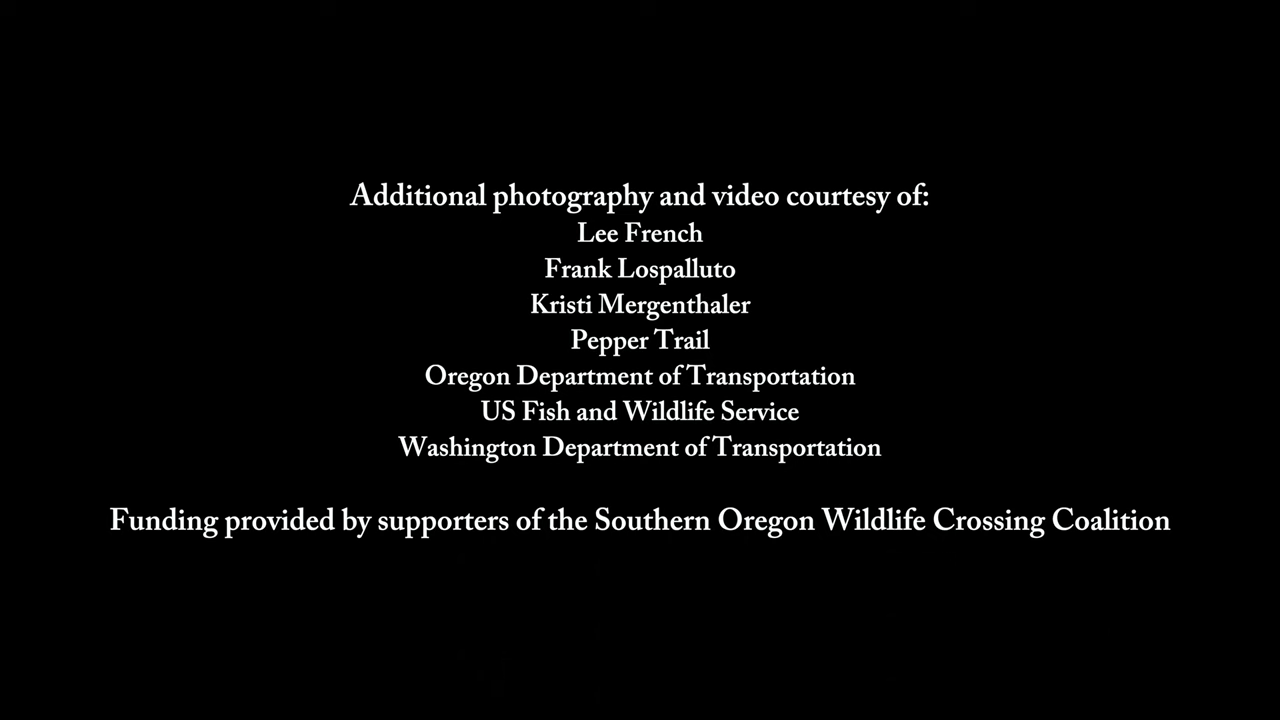 Additional photography and video courtesy of:
Lee French
Frank Lospalluto
Kristi Mergenthaler
Pepper Trail
Oregon Department of Transportation
US Fish and Wildlife Service
Washington Department of Transportation
Funding provided by supporters of the Southern Oregon Wildlife Crossing Coalition